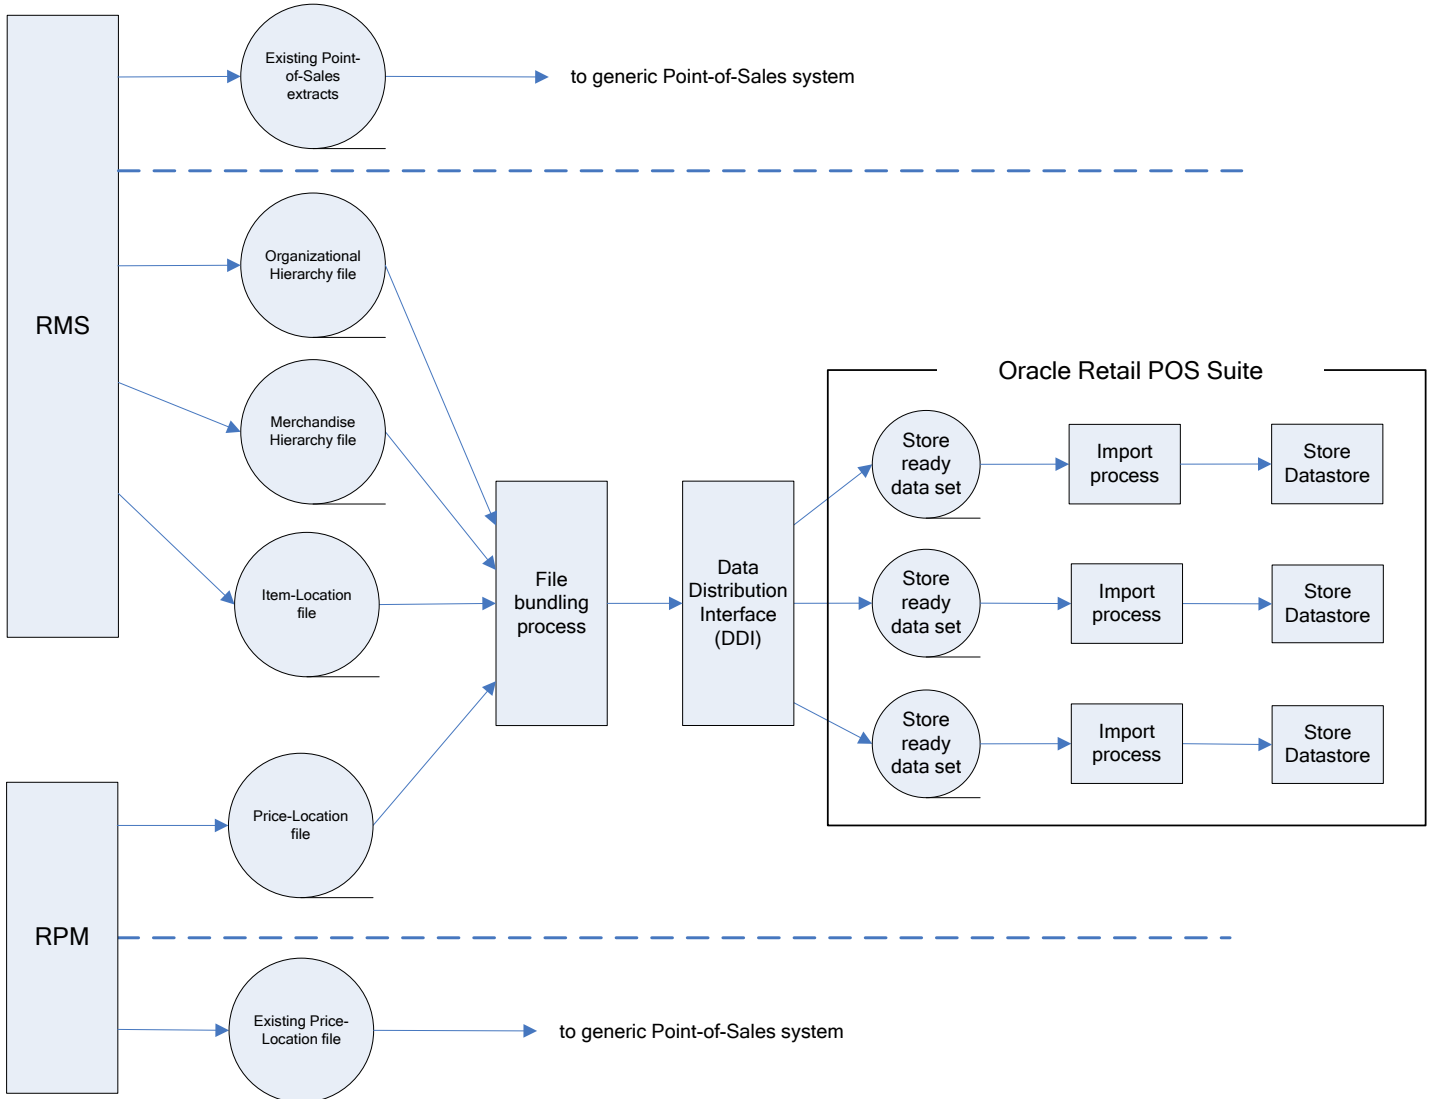 Existing Point-
of-Sales
extracts
to generic Point-of-Sales system
Organizational
Hierarchy file
RMS
Merchandise
Hierarchy file
Item-Location
file
File
bundling
process
Data
Distribution
Interface
(DDI)
Oracle Retail POS Suite
Store
ready
data set
Import
process
Store
Datastore
Store
ready
data set
Import
process
Store
Datastore
Store
ready
data set
Import
process
Store
Datastore
Price-Location
file
RPM
Existing Price-
Location file
to generic Point-of-Sales system